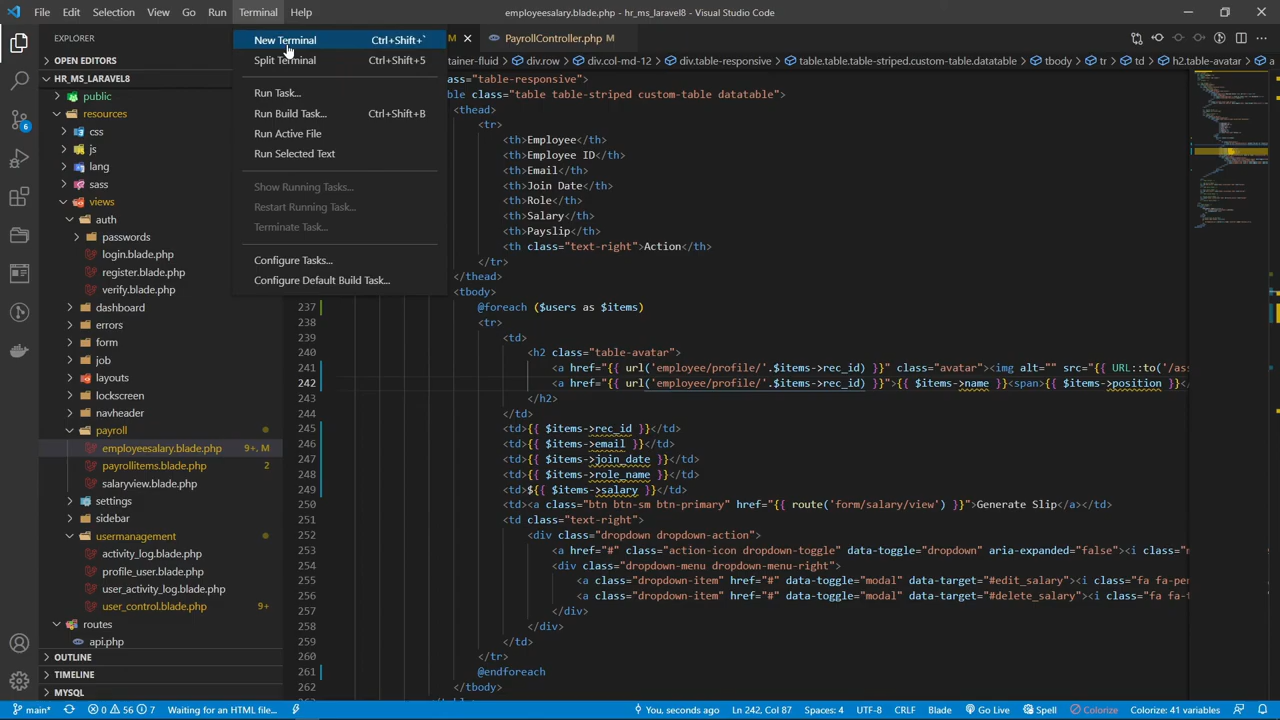 File Edit Selection View Go Run Terminal Help employeesalary.blade.php - hr_ms_laravel8 - Visual Studio Code
EXPLORER
M PayrollController.php M
OPEN EDITORS
HR_MS_LARAVEL8
public
resources
css
js
lang
sass
views
auth
passwords
login.blade.php
register.blade.php
verify.blade.php
dashboard
errors
form
job
layouts
lockscreen
navheader
payroll
employeesalary.blade.php 9+, M
payrollitems.blade.php 2
salaryview.blade.php
settings
sidebar
usermanagement
activity_log.blade.php
profile_user.blade.php
user_activity_log.blade.php
user_control.blade.php 9+
routes
api.php
OUTLINE
TIMELINE
MYSQL
6
New Terminal Ctrl+Shift+`
Split Terminal Ctrl+Shift+5
Run Task...
Run Build Task... Ctrl+Shift+B
Run Active File
Run Selected Text
Show Running Tasks...
Restart Running Task...
Terminate Task...
Configure Tasks...
Configure Default Build Task...
tainer-fluid > div.row > div.col-md-12 > div.table-responsive > table.table.table-striped.custom-table.datatable > tbody > tr > td > h2.table-avatar > a
ass="table-responsive">
ble class="table table-striped custom-table datatable">
<thead>
<tr>
<th>Employee</th>
<th>Employee ID</th>
<th>Email</th>
<th>Join Date</th>
<th>Role</th>
<th>Salary</th>
<th>Payslip</th>
<th class="text-right">Action</th>
</tr>
</thead>
<tbody>
237 @foreach ($users as $items)
238 <tr>
239 <td>
240 <h2 class="table-avatar">
241 <a href="{{ url('employee/profile/'.$items->rec_id) }}" class="avatar"><img alt="" src="{{ URL::to('/as
242 <a href="{{ url('employee/profile/'.$items->rec_id) }}">{{ $items->name }}<span>{{ $items->position }}</
243 </h2>
244 </td>
245 <td>{{ $items->rec_id }}</td>
246 <td>{{ $items->email }}</td>
247 <td>{{ $items->join_date }}</td>
248 <td>{{ $items->role_name }}</td>
249 <td>${{ $items->salary }}</td>
250 <td><a class="btn btn-sm btn-primary" href="{{ route('form/salary/view') }}">Generate Slip</a></td>
251 <td class="text-right">
252 <div class="dropdown dropdown-action">
253 <a href="#" class="action-icon dropdown-toggle" data-toggle="dropdown" aria-expanded="false"><i class="m
254 <div class="dropdown-menu dropdown-menu-right">
255 <a class="dropdown-item" href="#" data-toggle="modal" data-target="#edit_salary"><i class="fa fa-pe
256 <a class="dropdown-item" href="#" data-toggle="modal" data-target="#delete_salary"><i class="fa fa-t
257 </div>
258 </div>
259 </td>
260 </tr>
261 @endforeach
262 </tbody>
main* 0 26 7 Waiting for an HTML file... You, seconds ago Ln 242, Col 87 Spaces: 4 UTF-8 CRLF Blade Go Live Spell Colorize Colorize: 41 variables